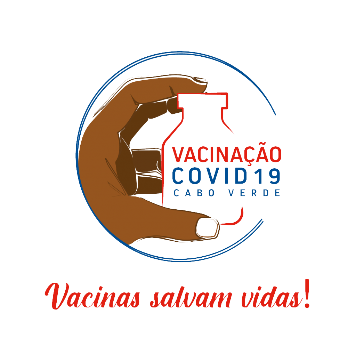 VACINAÇÃO
COVID19
CABO VERDE
Vacinas salvam vidas!